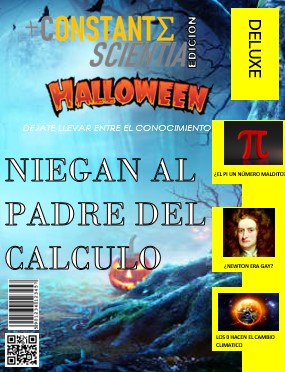 +CONSTANTΣ
SCIENTIA
EDICION
DELUXE
HALLOWEEN
DEJATE LLEVAR ENTRE EL CONOCIMIENTO
NIEGAN AL
PADRE DEL
CALCULO
π
¿EL PI UN NÚMERO MALDITO?
¿NEWTON ERA GAY?
LOS 0 HACEN EL CAMBIO
CLIMATICO